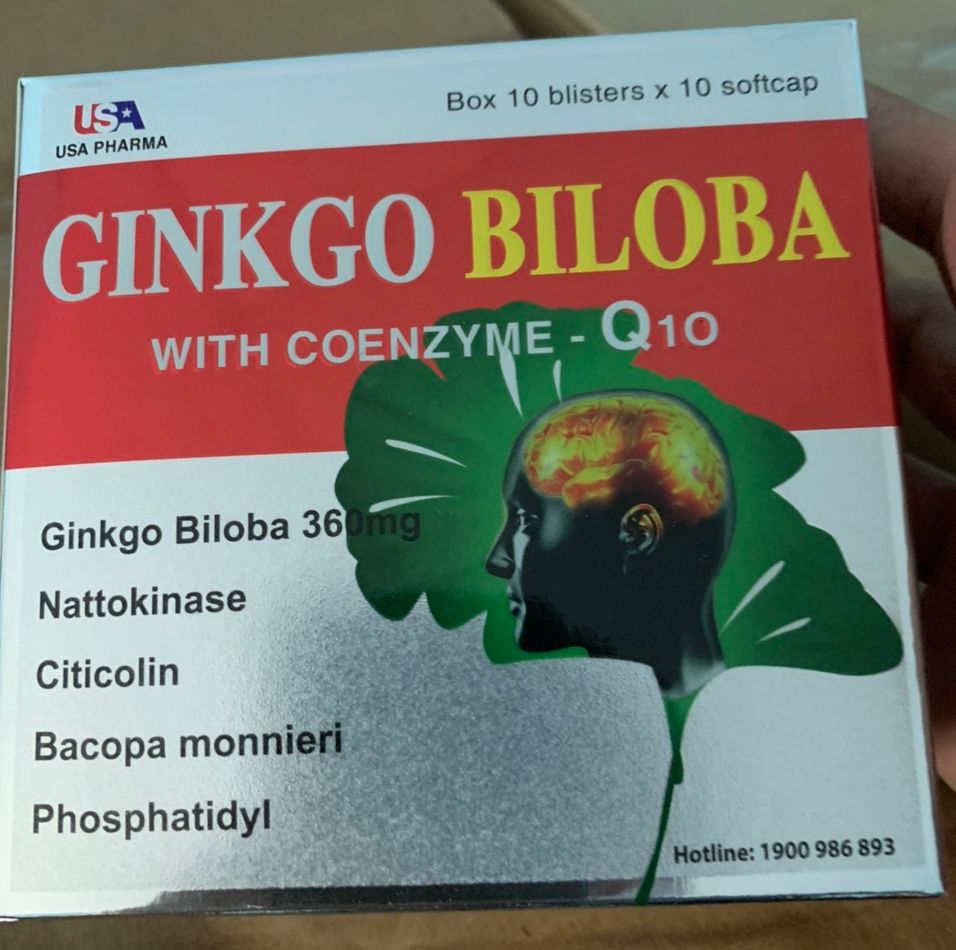 USA
USA PHARMA
Box 10 blisters x 10 softcap
GINKGO BILOBA
WITH COENZYME - Q10
Ginkgo Biloba 360mg
Nattokinase
Citicolin
Bacopa monnieri
Phosphatidyl
Hotline: 1900 986 893